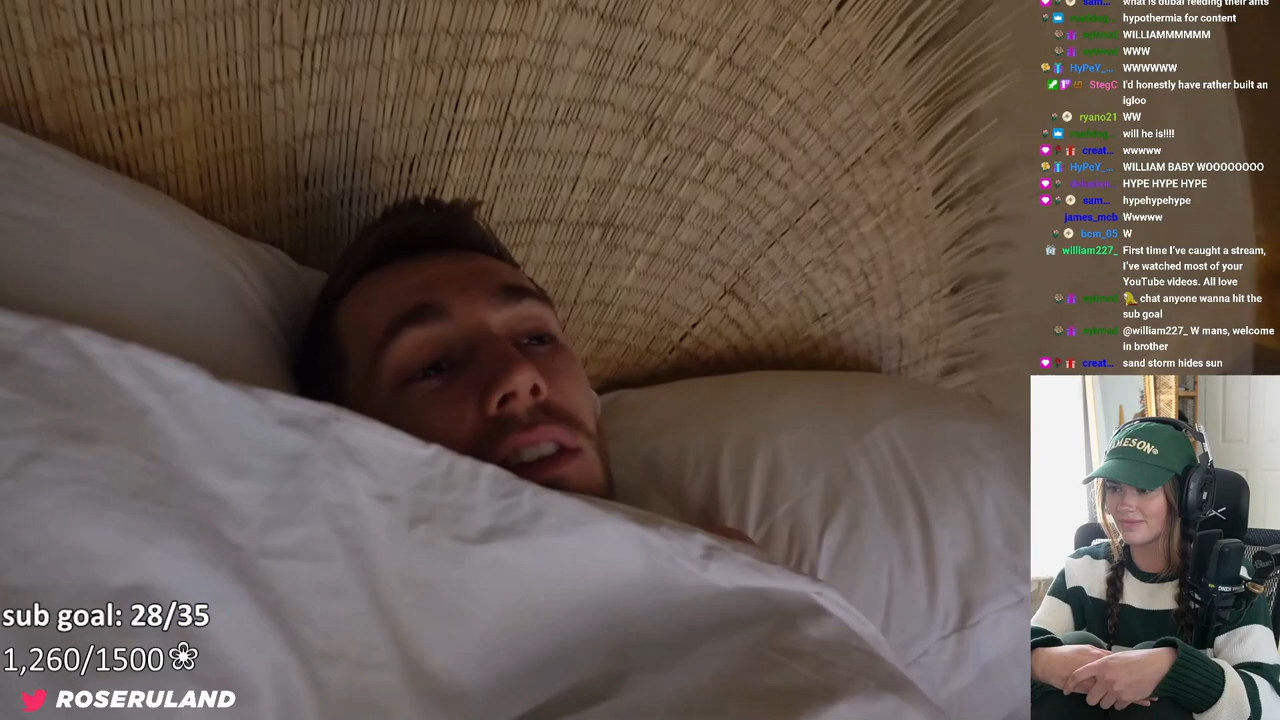 sam... what is dubai feeding their ants
hypothermia for content
WILLIAMMMMMM
WWW
HyPeY_... WWWWWW
StegC I'd honestly have rather built an
igloo
ryano21 WW
will he is!!!!
creat... wwwww
HyPeY_... WILLIAM BABY WOOOOOOOO
HYPE HYPE HYPE
sam... hypehypehype
james_mcb Wwwww
bcm_05 W
william227_ First time I've caught a stream,
I've watched most of your
YouTube videos. All love
chat anyone wanna hit the
sub goal
@william227_ W mans, welcome
in brother
creat... sand storm hides sun
JAMESON®
sub goal: 28/35
1,260/1500
ROSERULAND